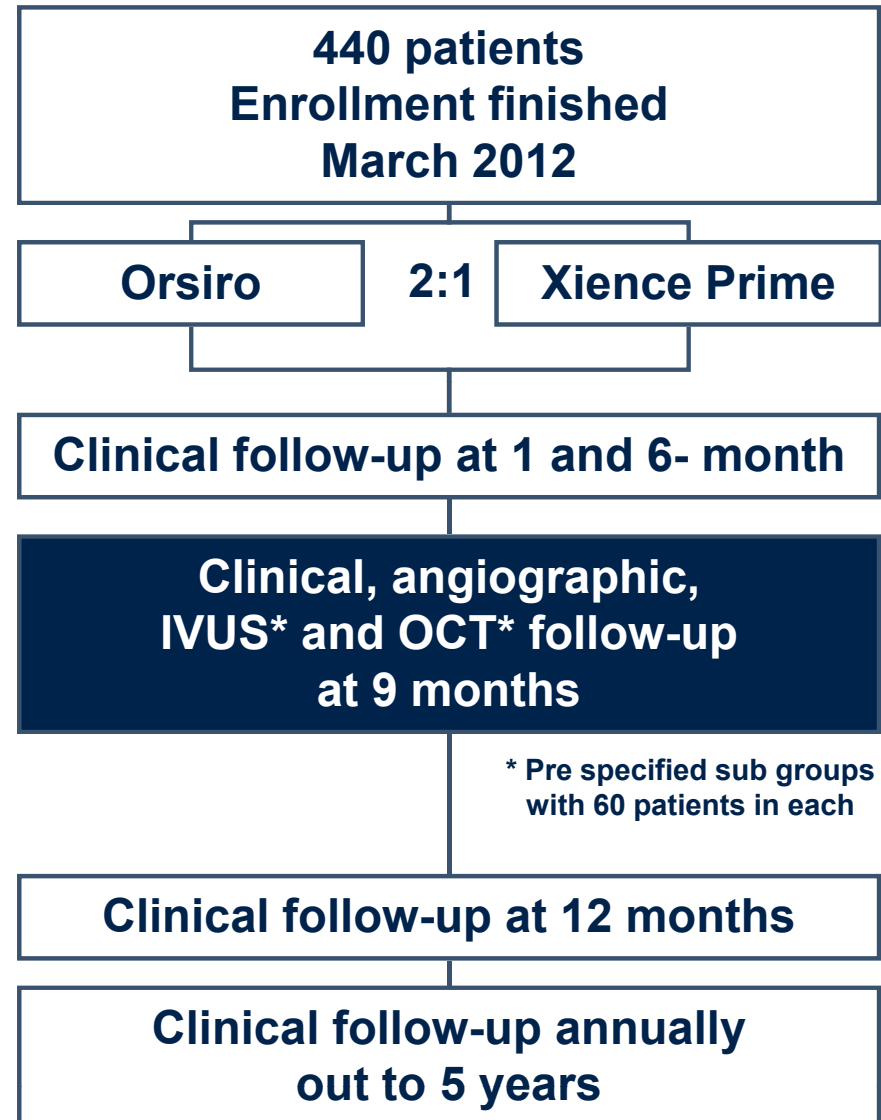 440 patients
Enrollment finished
March 2012
Orsiro
2:1
Xience Prime
Clinical follow-up at 1 and 6- month
Clinical, angiographic,
IVUS* and OCT* follow-up
at 9 months
* Pre specified sub groups
with 60 patients in each
Clinical follow-up at 12 months
Clinical follow-up annually
out to 5 years